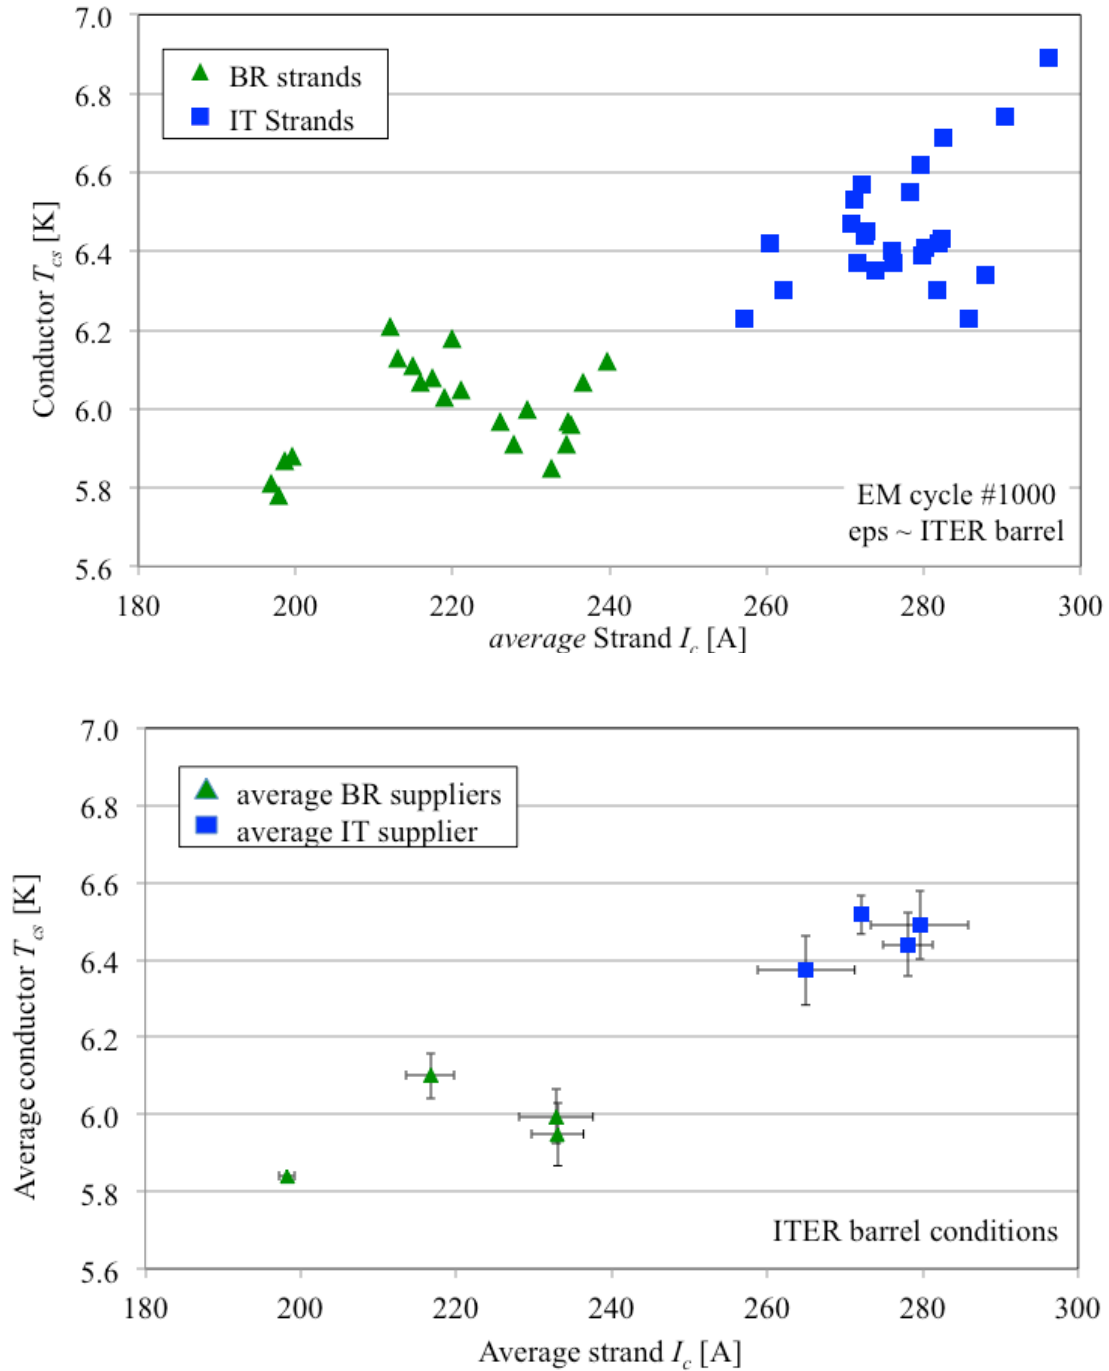 7.0
6.8
6.6
6.4
6.2
6.0
5.8
5.6
Conductor Tcs [K]
BR strands
IT Strands
EM cycle #1000
eps ~ ITER barrel
180 200 220 240 260 280 300
average Strand Ic [A]
7.0
6.8
6.6
6.4
6.2
6.0
5.8
5.6
Average conductor Tcs [K]
average BR suppliers
average IT supplier
ITER barrel conditions
180 200 220 240 260 280 300
Average strand Ic [A]